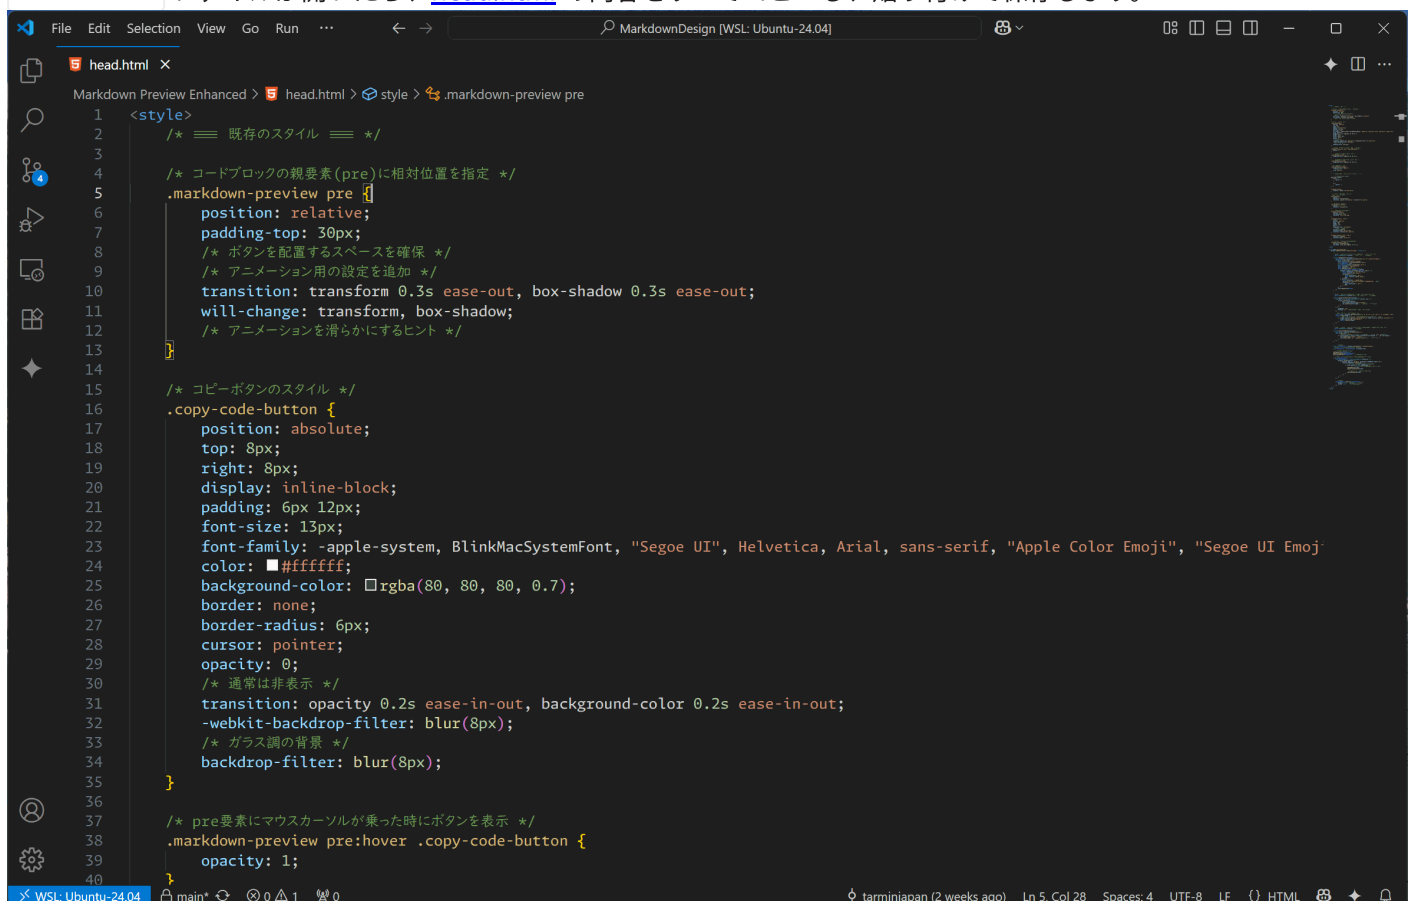 File Edit Selection View Go Run ··· ← → MarkdownDesign [WSL: Ubuntu-24.04]
head.html ×
Markdown Preview Enhanced > head.html > style > .markdown-preview pre
1 <style>
2 /* === 既存のスタイル === */
3
4 /* コードブロックの親要素(pre)に相対位置を指定 */
5 .markdown-preview pre {
6 position: relative;
7 padding-top: 30px;
8 /* ボタンを配置するスペースを確保 */
9 /* アニメーション用の設定を追加 */
10 transition: transform 0.3s ease-out, box-shadow 0.3s ease-out;
11 will-change: transform, box-shadow;
12 /* アニメーションを滑らかにするヒント */
13 }
14
15 /* コピーボタンのスタイル */
16 .copy-code-button {
17 position: absolute;
18 top: 8px;
19 right: 8px;
20 display: inline-block;
21 padding: 6px 12px;
22 font-size: 13px;
23 font-family: -apple-system, BlinkMacSystemFont, "Segoe UI", Helvetica, Arial, sans-serif, "Apple Color Emoji", "Segoe UI Emoj
24 color: #ffffff;
25 background-color: rgba(80, 80, 80, 0.7);
26 border: none;
27 border-radius: 6px;
28 cursor: pointer;
29 opacity: 0;
30 /* 通常は非表示 */
31 transition: opacity 0.2s ease-in-out, background-color 0.2s ease-in-out;
32 -webkit-backdrop-filter: blur(8px);
33 /* ガラス調の背景 */
34 backdrop-filter: blur(8px);
35 }
36
37 /* pre要素にマウスカーソルが乗った時にボタンを表示 */
38 .markdown-preview pre:hover .copy-code-button {
39 opacity: 1;
40 }
4
WSL: Ubuntu-24.04 main* 0 1 0 tarminjapan (2 weeks ago) Ln 5, Col 28 Spaces: 4 UTF-8 LF {} HTML